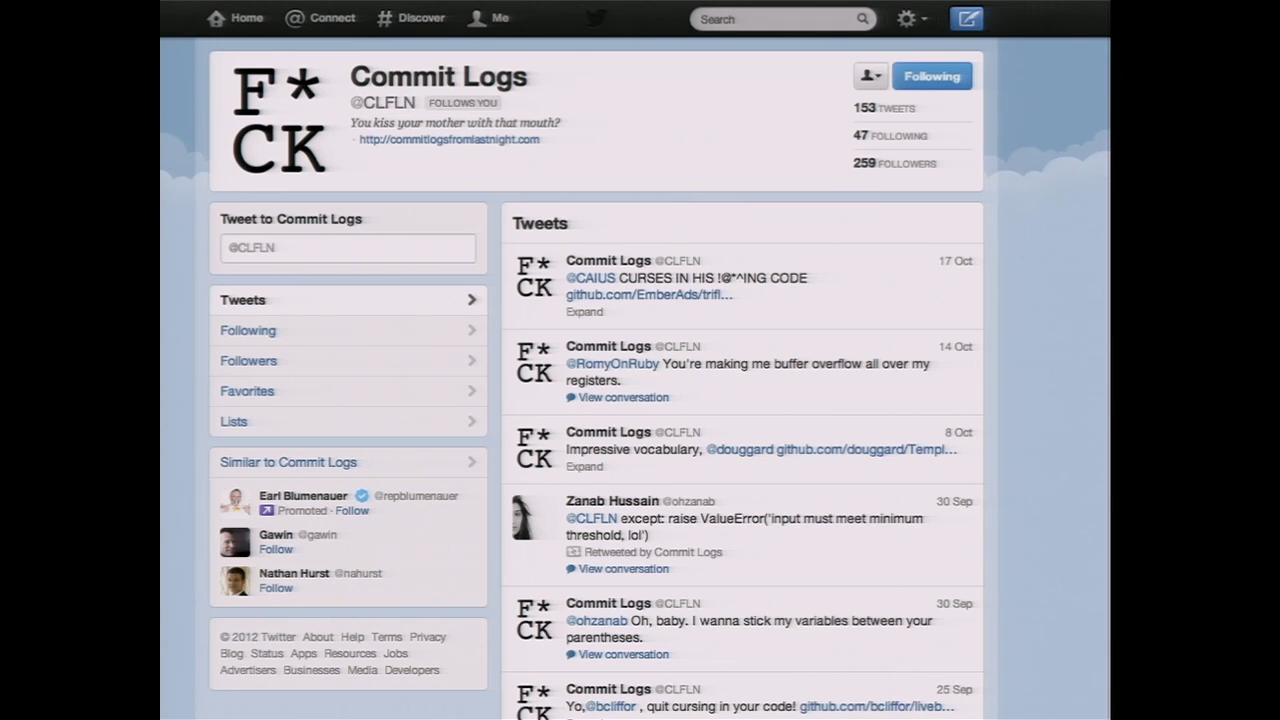 Home @ Connect # Discover Me Search
F*
CK
Commit Logs
@CLFLN FOLLOWS YOU
You kiss your mother with that mouth?
· http://commitlogsfromlastnight.com
Following
153 TWEETS
47 FOLLOWING
259 FOLLOWERS
Tweet to Commit Logs
@CLFLN
Tweets
Following
Followers
Favorites
Lists
Similar to Commit Logs
Earl Blumenauer @repblumenauer
Promoted · Follow
Gawin @gawin
Follow
Nathan Hurst @nahurst
Follow
© 2012 Twitter About Help Terms Privacy
Blog Status Apps Resources Jobs
Advertisers Businesses Media Developers
Tweets
F*
CK
Commit Logs @CLFLN 17 Oct
@CAIUS CURSES IN HIS !@*^ING CODE
github.com/EmberAds/trifl...
Expand
F*
CK
Commit Logs @CLFLN 14 Oct
@RomyOnRuby You're making me buffer overflow all over my
registers.
View conversation
F*
CK
Commit Logs @CLFLN 8 Oct
Impressive vocabulary, @douggard github.com/douggard/Templ...
Expand
Zanab Hussain @ohzanab 30 Sep
@CLFLN except: raise ValueError('input must meet minimum
threshold, lol')
Retweeted by Commit Logs
View conversation
F*
CK
Commit Logs @CLFLN 30 Sep
@ohzanab Oh, baby. I wanna stick my variables between your
parentheses.
View conversation
F*
CK
Commit Logs @CLFLN 25 Sep
Yo,@bcliffor , quit cursing in your code! github.com/bcliffor/liveb...